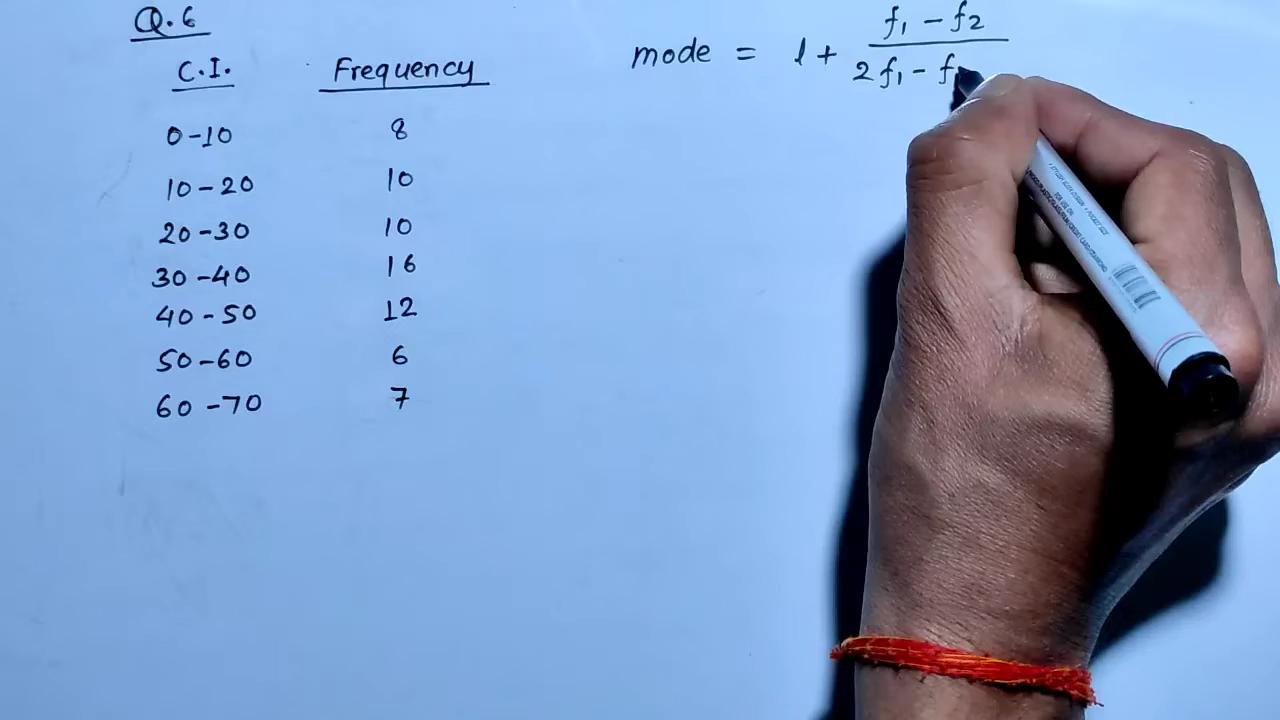 Q.6
C.I. Frequency
0-10 8
10-20 10
20-30 10
30-40 16
40-50 12
50-60 6
60-70 7
mode = l + f₁ - f₂
2f₁ - f